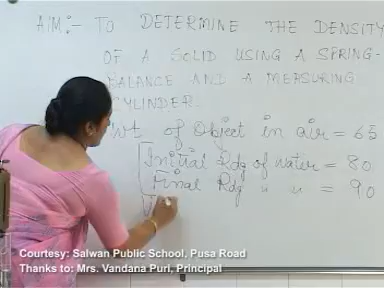 AIM:- TO DETERMINE THE DENSITY
OF A SOLID USING A SPRING-
BALANCE AND A MEASURING
CYLINDER.
Wt of Object in air = 65
Initial Rdg of water = 80
Final Rdg " " = 90
Courtesy: Salwan Public School, Pusa Road
Thanks to: Mrs. Vandana Puri, Principal